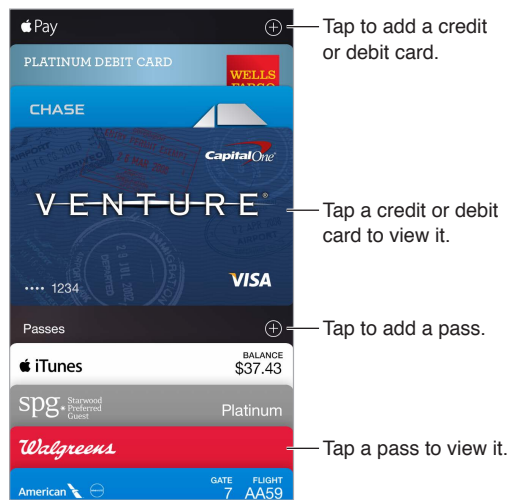 Pay
Tap to add a credit
or debit card.
PLATINUM DEBIT CARD
WELLS
FARGO
CHASE
CapitalOne®
VENTURE®
Tap a credit or debit
card to view it.
•••• 1234
VISA
Passes
Tap to add a pass.
iTunes
BALANCE
$37.43
spg* Starwood
Preferred
Guest
Platinum
Walgreens
Tap a pass to view it.
American
GATE FLIGHT
7 AA59